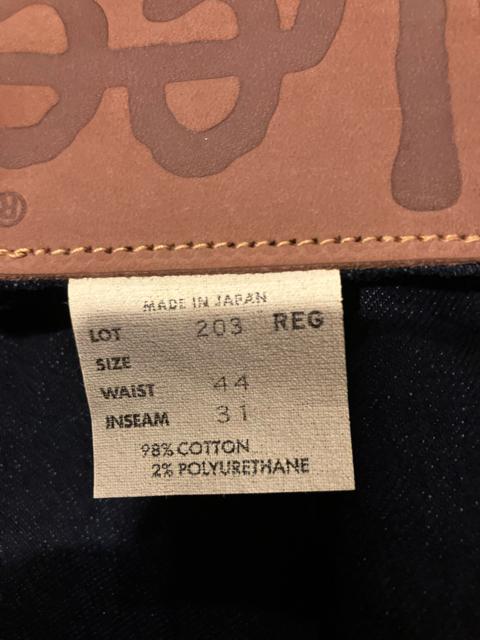 ®
MADE IN JAPAN
LOT 203 REG
SIZE
WAIST 44
INSEAM 31
98% COTTON
2% POLYURETHANE